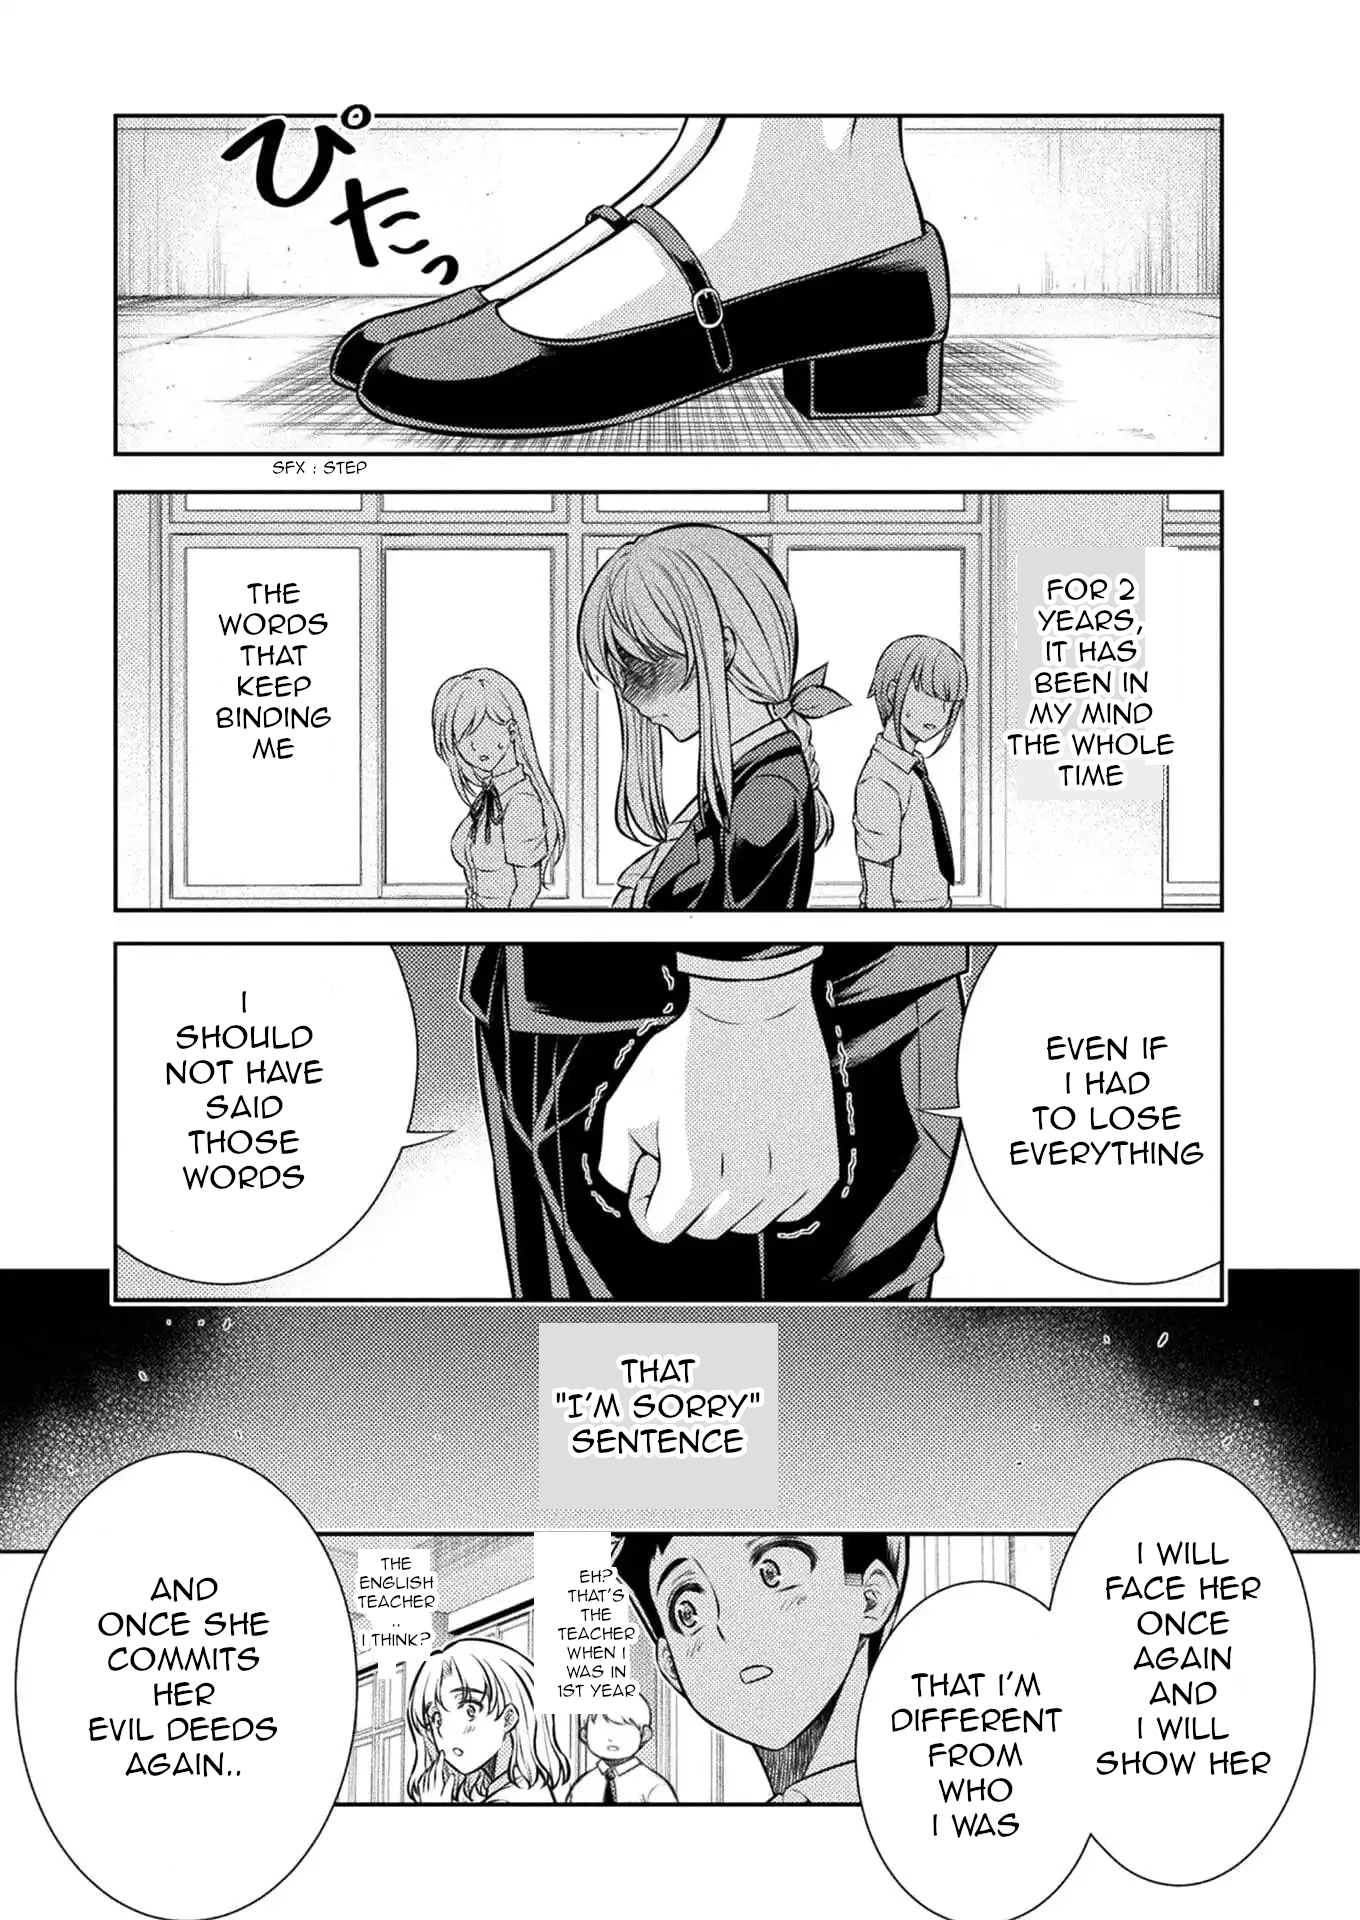 ぴたっ
SFX : STEP
FOR 2
YEARS,
IT HAS
BEEN IN
MY MIND
THE WHOLE
TIME
THE
WORDS
THAT
KEEP
BINDING
ME
EVEN IF
I HAD
TO LOSE
EVERYTHING
I
SHOULD
NOT HAVE
SAID
THOSE
WORDS
THAT
"I'M SORRY"
SENTENCE
I WILL
FACE HER
ONCE
AGAIN
AND
I WILL
SHOW HER
THAT I'M
DIFFERENT
FROM
WHO
I WAS
EH?
THAT'S
THE
TEACHER
WHEN I
WAS IN
1ST YEAR
THE
ENGLISH
TEACHER
..
I THINK?
AND
ONCE SHE
COMMITS
HER
EVIL DEEDS
AGAIN..